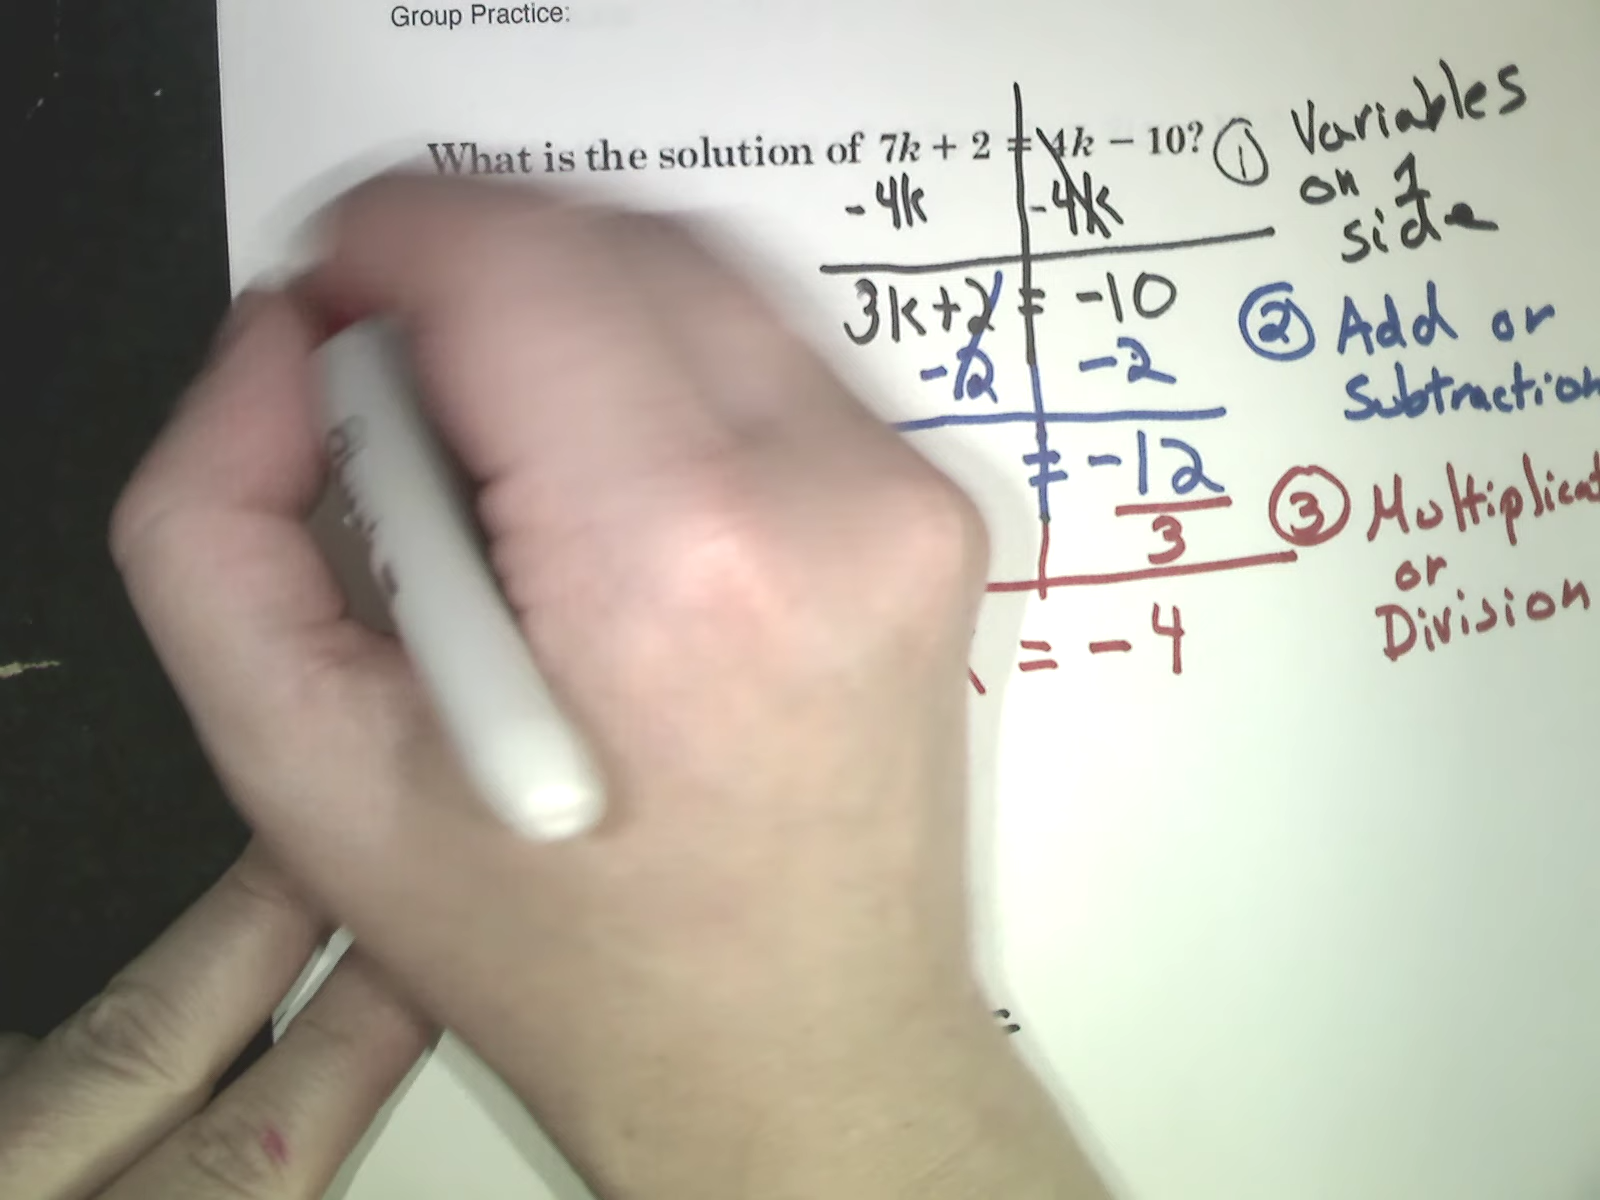 Group Practice:
What is the solution of 7k + 2 = 4k − 10?
-4k -4k
① Variables
on 1
side
3k+2 = -10
-2 -2
② Add or
Subtraction
= -12
3
③ Multiplicat
or
Division
= -4
=